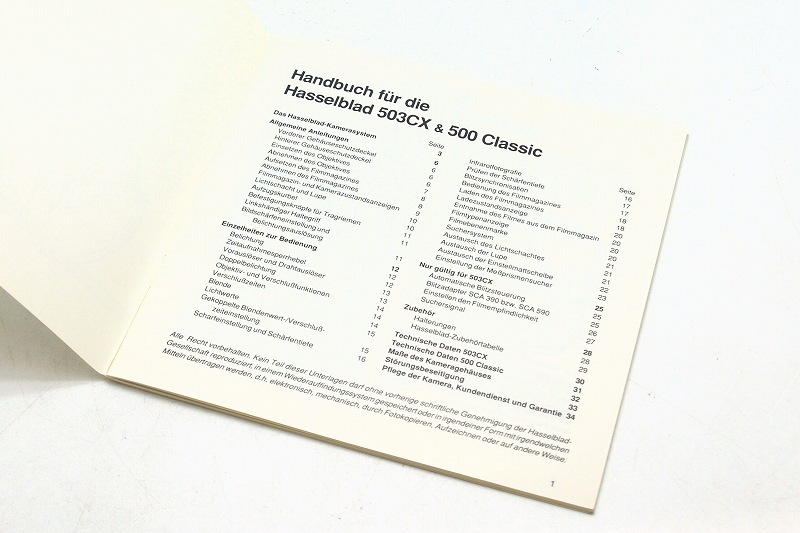 Handbuch für die
Hasselblad 503CX & 500 Classic
Seite
Das Hasselblad-Kamerasystem 3
Allgemeine Anleitungen 6
Vorderer Gehäuseschutzdeckel 6
Hinterer Gehäuseschutzdeckel 6
Einsetzen des Objektives 6
Abnehmen des Objektives 7
Aufsetzen des Filmmagazines 8
Abnehmen des Filmmagazines 8
Filmmagazin- und Kamerazustandsanzeigen 9
Lichtschacht und Lupe 10
Aufzugskurbel 10
Befestigungsknöpfe für Tragriemen 11
Linkshändiger Haltegriff 11
Bildschärfeneinstellung und
Belichtungsauslösung 11
Einzelheiten zur Bedienung 12
Belichtung 12
Zeitaufnahmesperrhebel 12
Vorauslöser und Drahtauslöser 13
Doppelbelichtung 13
Objektiv- und Verschlußfunktionen 14
Verschlußzeiten 14
Blende 14
Lichtwerte 15
Gekoppelte Blendenwert-/Verschluß-
zeiteinstellung 15
Schärfeinstellung und Schärfentiefe 16
Seite
Infrarotfotografie 16
Prüfen der Schärfentiefe 17
Blitzsynchronisation 17
Bedienung des Filmmagazines 18
Laden des Filmmagazines 18
Ladezustandsanzeige 20
Entnahme des Filmes aus dem Filmmagazin 20
Filmtypenanzeige 20
Filmebenenmarke 20
Suchersystem 21
Austausch des Lichtschachtes 21
Austausch der Lupe 21
Austausch der Einstellmattscheibe 22
Einstellung der Meßprismensucher 23
Nur gültig für 503CX 25
Automatische Blitzsteuerung 25
Blitzadapter SCA 390 bzw. SCA 590 25
Einstellen den Filmempfindlichkeit 26
Suchersignal 27
Zubehör 28
Halterungen 28
Hasselblad-Zubehörtabelle 29
Technische Daten 503CX 30
Technische Daten 500 Classic 31
Maße des Kameragehäuses 32
Störungsbeseitigung 33
Pflege der Kamera, Kundendienst und Garantie 34
Alle Recht vorbehalten. Kein Teil dieser Unterlagen darf ohne vorherige schriftliche Genehmigung der Hasselblad-
Gesellschaft reproduziert, in einem Wiederauffindungssystem gespeichert oder in irgendeiner Form mit irgendwelchen
Mitteln übertragen werden, d.h. elektronisch, mechanisch, durch Fotokopieren, Aufzeichnen oder auf andere Weise.
1